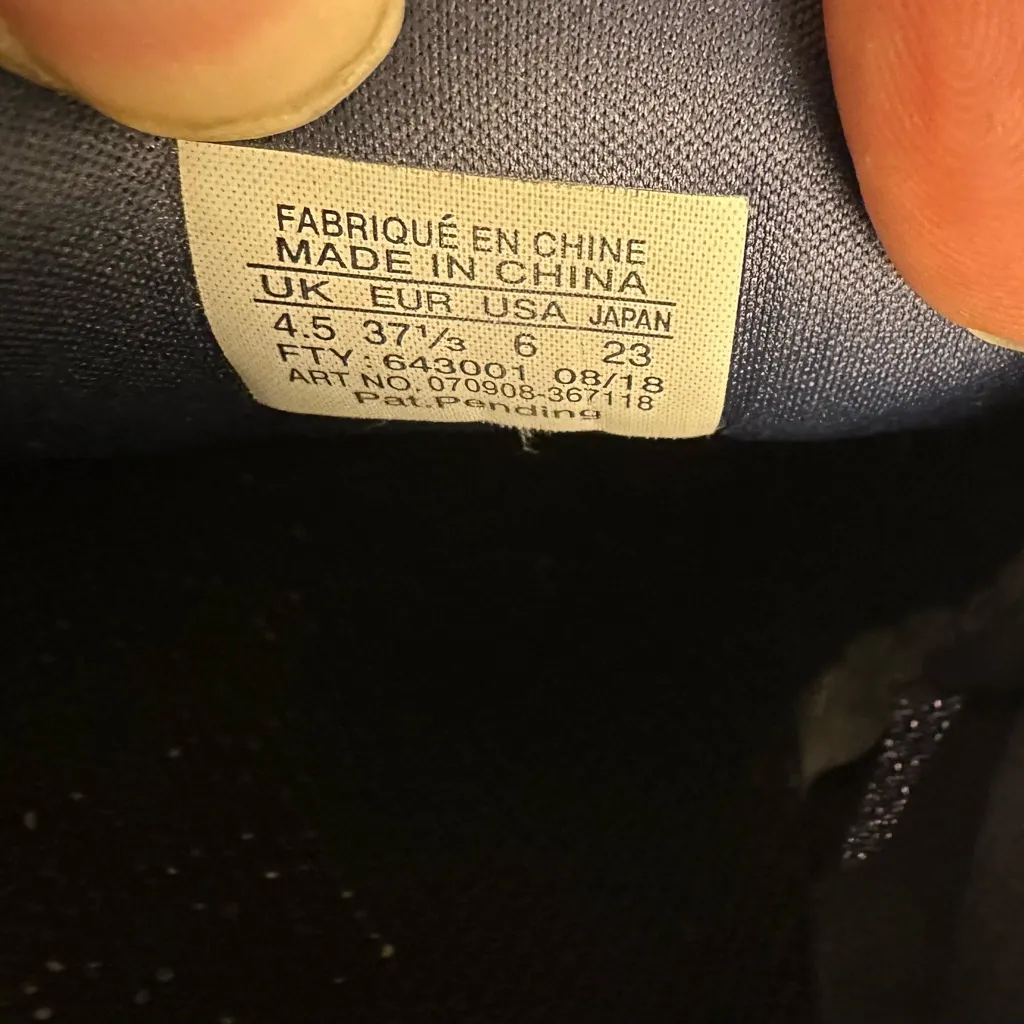 FABRIQUÉ EN CHINE
MADE IN CHINA
UK EUR USA JAPAN
4.5 37⅓ 6 23
FTY: 643001 08/18
ART NO. 070908-367118
Pat.Pending